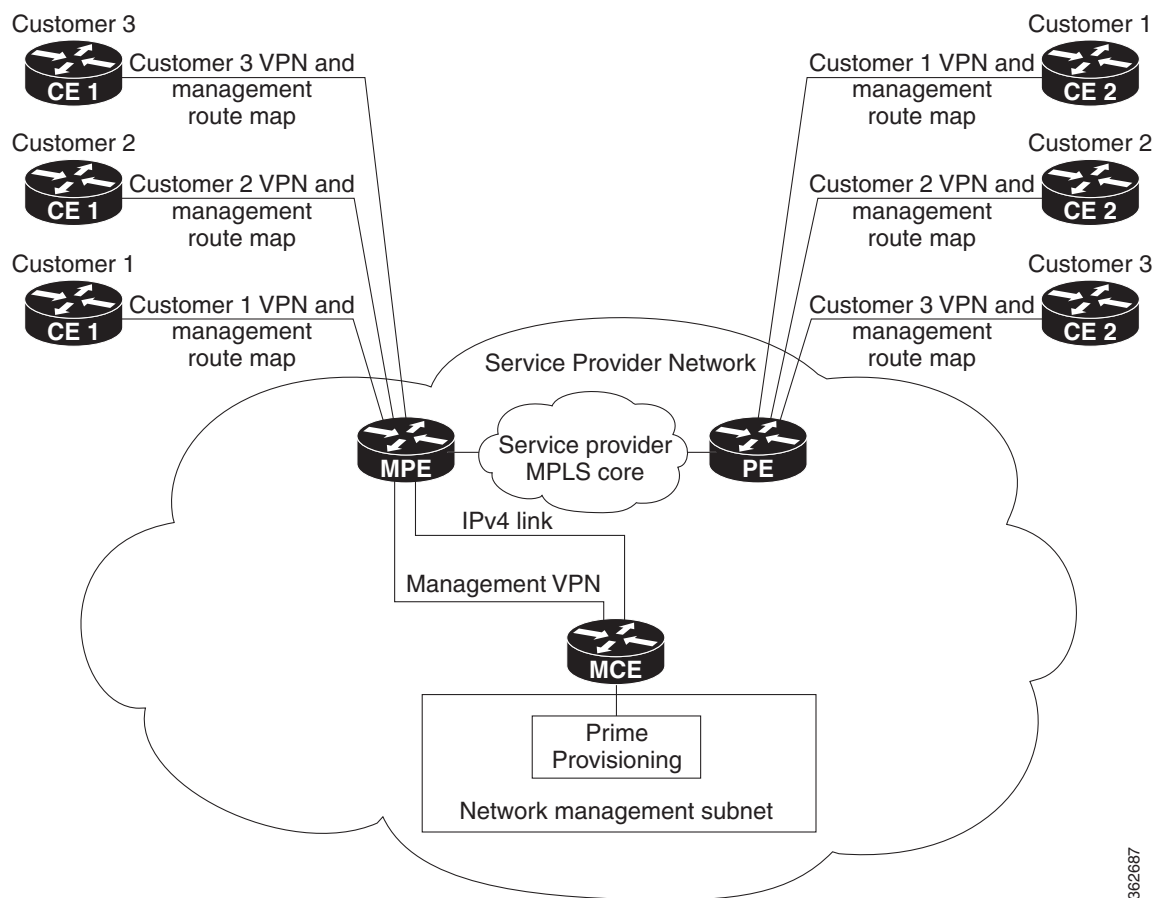 Customer 3
CE 1
Customer 3 VPN and
management
route map
Customer 2
CE 1
Customer 2 VPN and
management
route map
Customer 1
CE 1
Customer 1 VPN and
management
route map
Customer 1
CE 2
Customer 1 VPN and
management
route map
Customer 2
CE 2
Customer 2 VPN and
management
route map
Customer 3
CE 2
Customer 3 VPN and
management
route map
Service Provider Network
MPE
Service provider
MPLS core
PE
IPv4 link
Management VPN
MCE
Prime
Provisioning
Network management subnet
362687